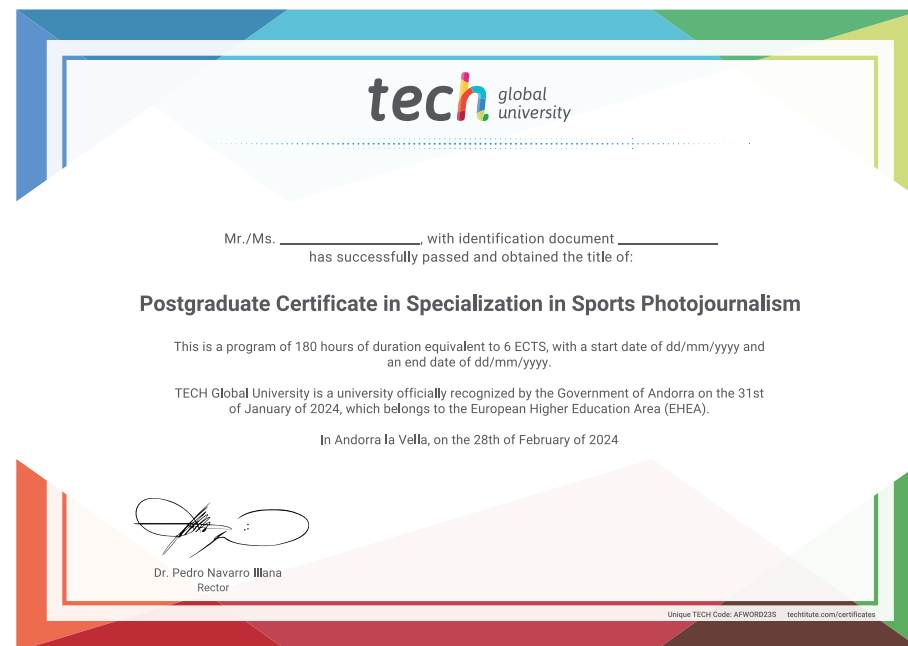 tech global university
Mr./Ms. ____________, with identification document ____________
has successfully passed and obtained the title of:
Postgraduate Certificate in Specialization in Sports Photojournalism
This is a program of 180 hours of duration equivalent to 6 ECTS, with a start date of dd/mm/yyyy and
an end date of dd/mm/yyyy.
TECH Global University is a university officially recognized by the Government of Andorra on the 31st
of January of 2024, which belongs to the European Higher Education Area (EHEA).
In Andorra la Vella, on the 28th of February of 2024
Dr. Pedro Navarro Illana
Rector
Unique TECH Code: AFWORD23S techtitute.com/certificates